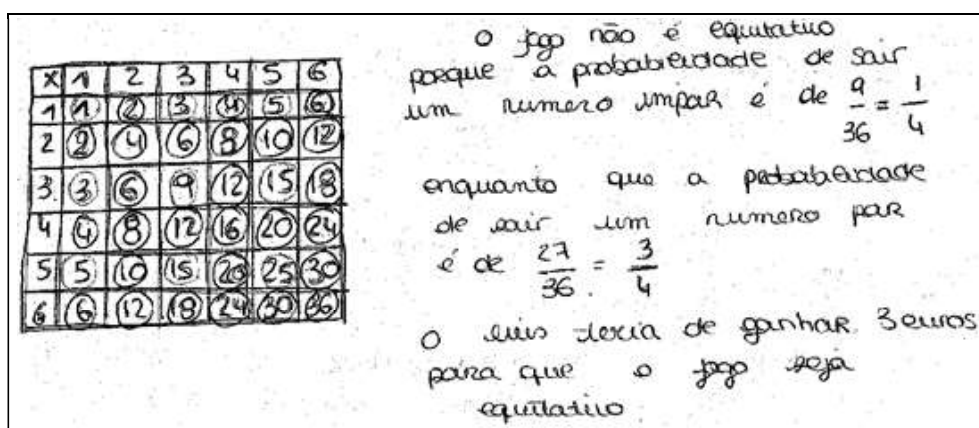 x 1 2 3 4 5 6
1 1 2 3 4 5 6
2 2 4 6 8 10 12
3 3 6 9 12 15 18
4 4 8 12 16 20 24
5 5 10 15 20 25 30
6 6 12 18 24 30 36
O jogo não é equitativo
porque a probabilidade de sair
um numero impar é de 9/36 = 1/4
enquanto que a probabilidade
de sair um numero par
é de 27/36 = 3/4
O luis teria de ganhar 3 euros
para que o jogo seja
equitativo